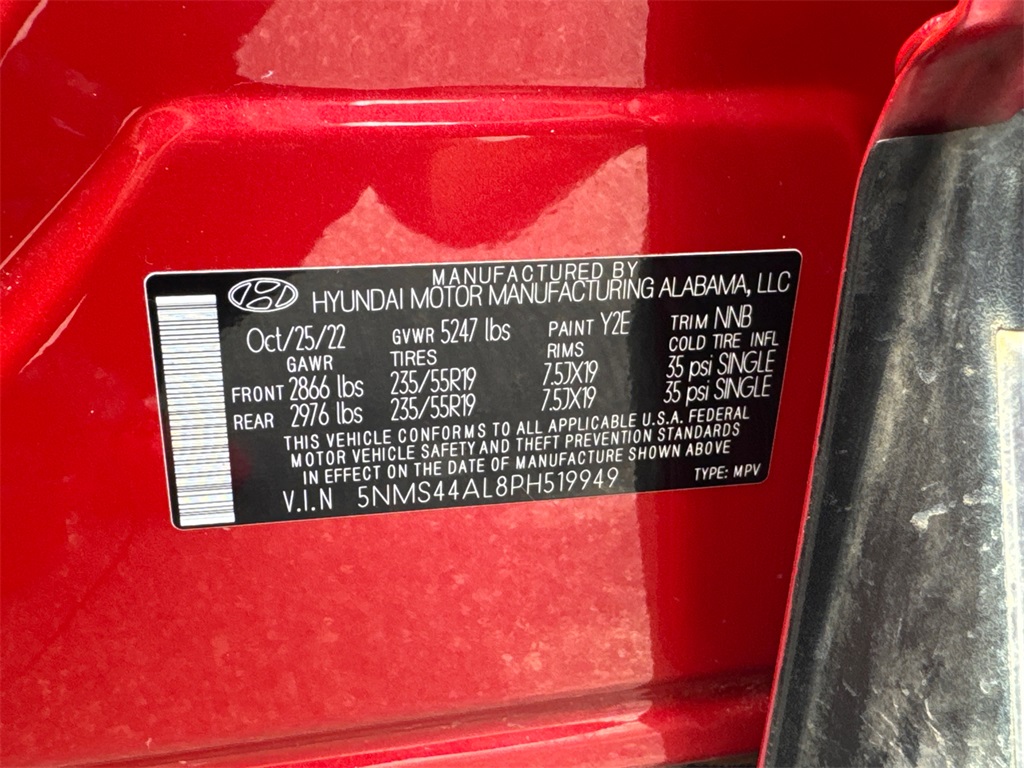 MANUFACTURED BY
HYUNDAI MOTOR MANUFACTURING ALABAMA, LLC
Oct/25/22 GVWR 5247 lbs PAINT Y2E TRIM NNB
GAWR TIRES RIMS COLD TIRE INFL
FRONT 2866 lbs 235/55R19 7.5JX19 35 psi SINGLE
REAR 2976 lbs 235/55R19 7.5JX19 35 psi SINGLE
THIS VEHICLE CONFORMS TO ALL APPLICABLE U.S.A. FEDERAL
MOTOR VEHICLE SAFETY AND THEFT PREVENTION STANDARDS
IN EFFECT ON THE DATE OF MANUFACTURE SHOWN ABOVE
V.I.N 5NMS44AL8PH519949 TYPE: MPV